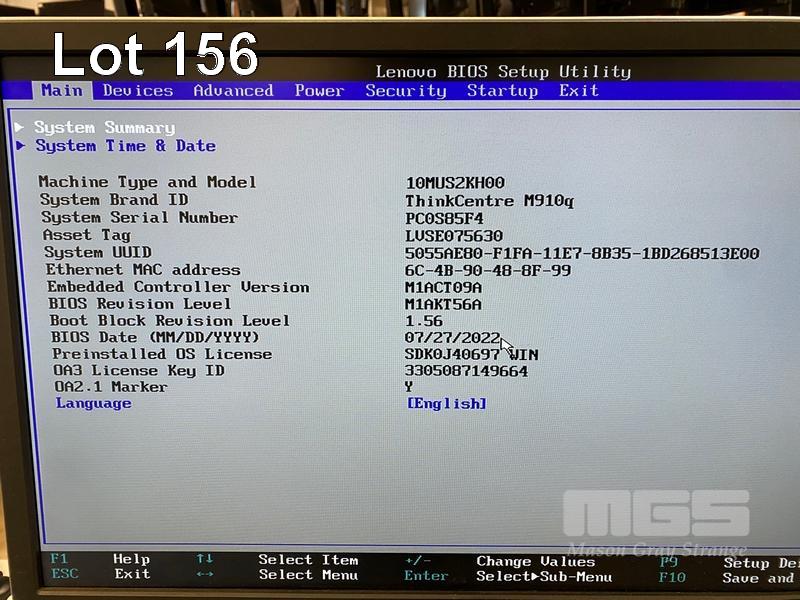 Lot 156
Lenovo BIOS Setup Utility
Main Devices Advanced Power Security Startup Exit
System Summary
System Time & Date
Machine Type and Model 10MUS2KH00
System Brand ID ThinkCentre M910q
System Serial Number PC0S85F4
Asset Tag LVSE075630
System UUID 5055AE80-F1FA-11E7-8B35-1BD268513E00
Ethernet MAC address 6C-4B-90-48-8F-99
Embedded Controller Version M1ACT09A
BIOS Revision Level M1AKT56A
Boot Block Revision Level 1.56
BIOS Date (MM/DD/YYYY) 07/27/2022
Preinstalled OS License SDK0J40697 WIN
OA3 License Key ID 3305087149664
OA2.1 Marker Y
Language [English]
MGS
Mason Gray Strange
F1 Help ↑↓ Select Item +/- Change Values F9 Setup De
ESC Exit ←→ Select Menu Enter Select▶Sub-Menu F10 Save and